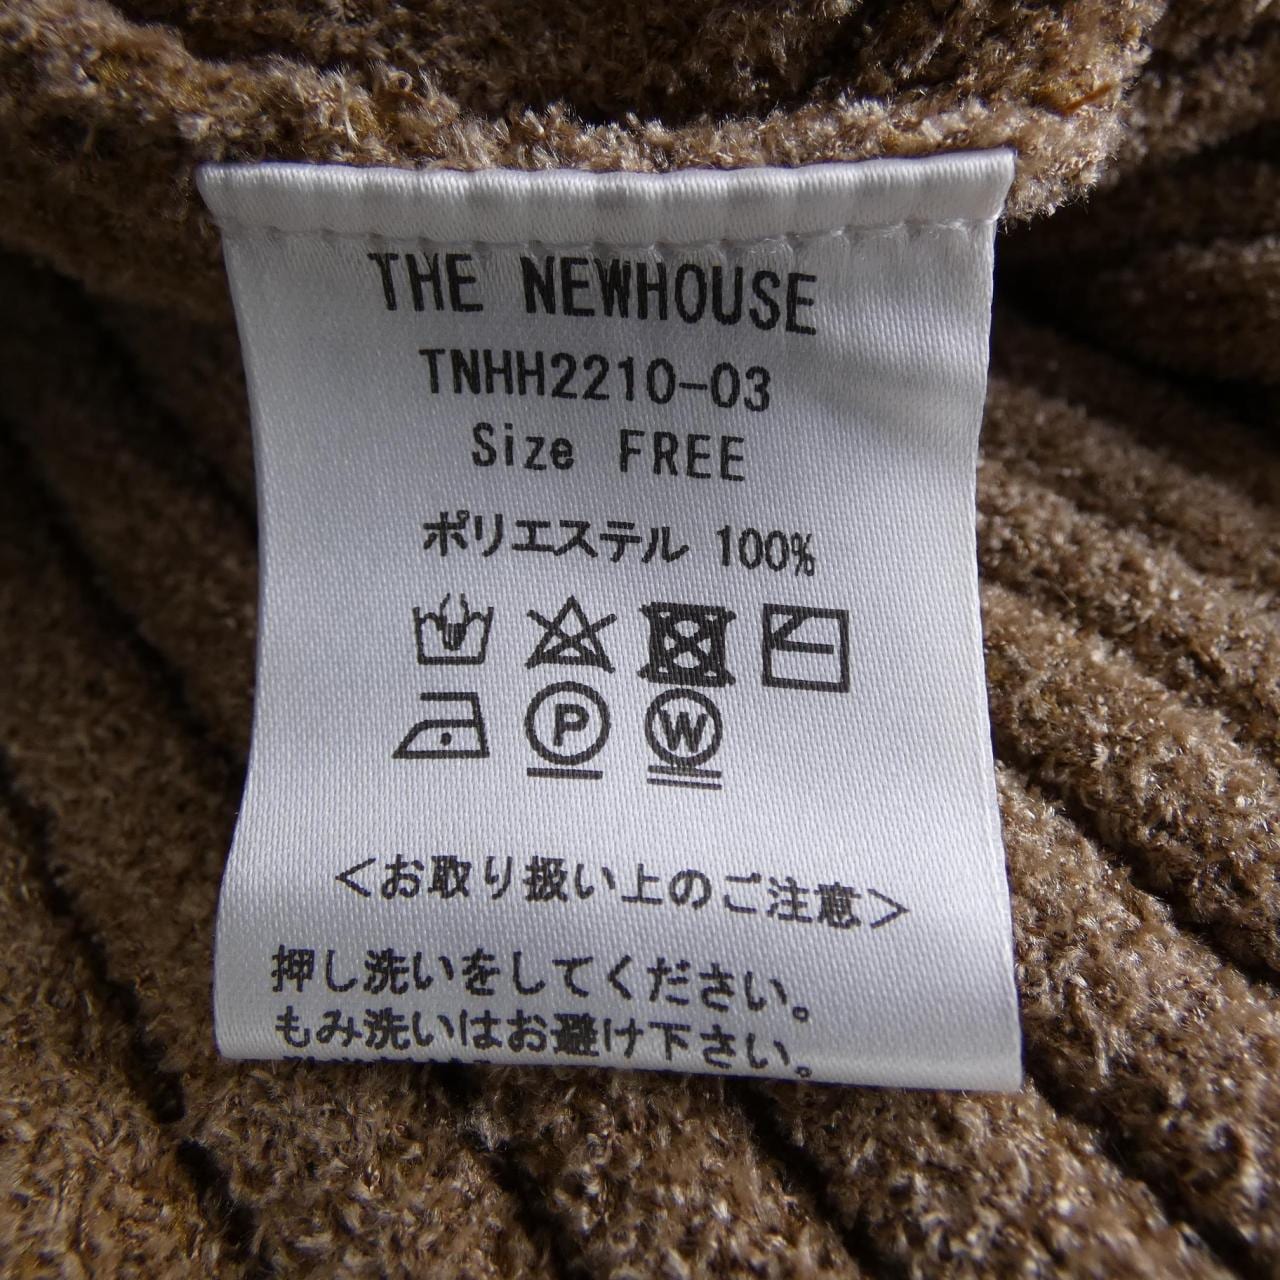 THE NEWHOUSE
TNHH2210-03
Size FREE
ポリエステル 100%
P W
<お取り扱い上のご注意>
押し洗いをしてください。
もみ洗いはお避け下さい。